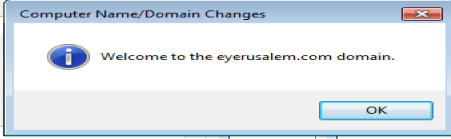 Computer Name/Domain Changes
Welcome to the eyerusalem.com domain.
OK